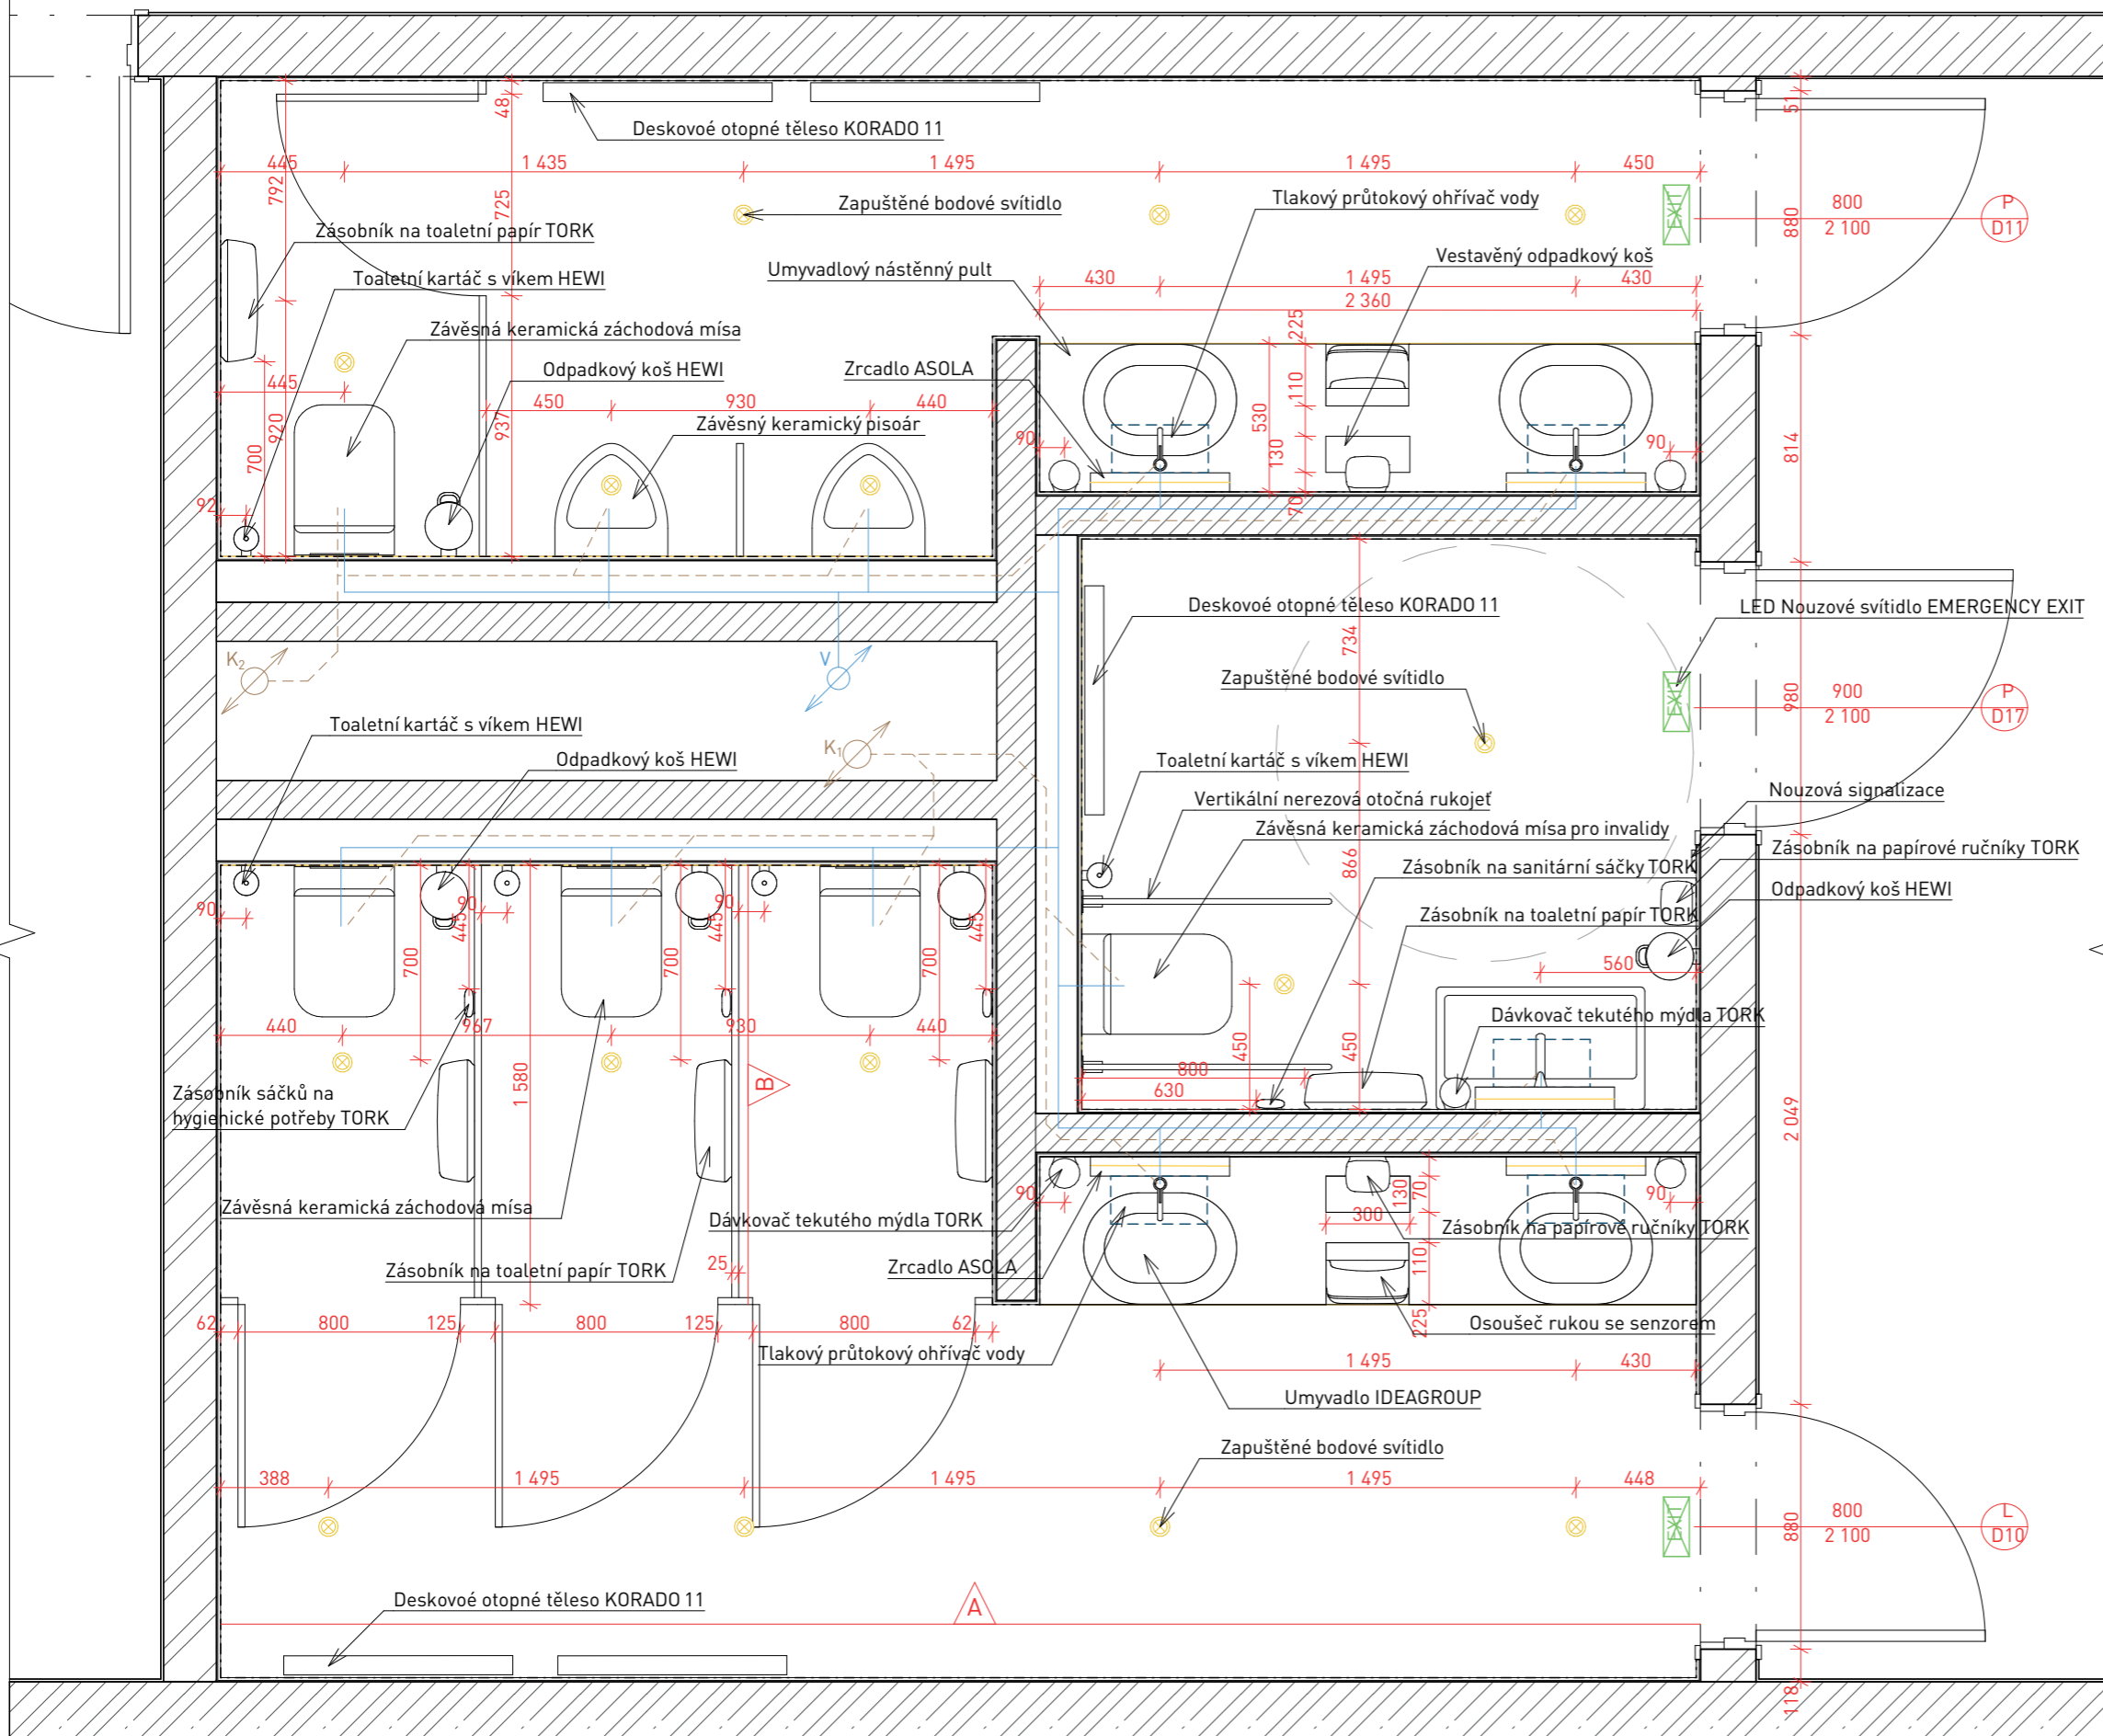 48
51
Deskovoé otopné těleso KORADO 11
445
1 435
1 495
1 495
450
792
725
Zapuštěné bodové svítidlo
Tlakový průtokový ohřívač vody
EXIT
880
800
2 100
P
D11
Zásobník na toaletní papír TORK
Toaletní kartáč s víkem HEWI
Umyvadlový nástěnný pult
Vestavěný odpadkový koš
430
1 495
430
2 360
Závěsná keramická záchodová mísa
225
Odpadkový koš HEWI
Zrcadlo ASOLA
445
450
930
440
110
530
Závěsný keramický pisoár
920
937
700
90
130
90
814
92
70
Deskovoé otopné těleso KORADO 11
LED Nouzové svítidlo EMERGENCY EXIT
734
K2
V
Zapuštěné bodové svítidlo
EXIT
980
900
2 100
P
D17
Toaletní kartáč s víkem HEWI
K1
Odpadkový koš HEWI
Toaletní kartáč s víkem HEWI
Nouzová signalizace
Vertikální nerezová otočná rukojeť
Závěsná keramická záchodová mísa pro invalidy
Zásobník na papírové ručníky TORK
866
Zásobník na sanitární sáčky TORK
Odpadkový koš HEWI
90
90
90
445
445
445
Zásobník na toaletní papír TORK
700
700
700
560
440
967
930
440
Dávkovač tekutého mýdla TORK
450
450
800
630
B
1 580
Zásobník sáčků na
hygienické potřeby TORK
2 049
Závěsná keramická záchodová mísa
Dávkovač tekutého mýdla TORK
90
130
70
90
300
Zásobník na papírové ručníky TORK
Zásobník na toaletní papír TORK
25
Zrcadlo ASOLA
110
62
800
125
800
125
800
62
225
Osoušeč rukou se senzorem
Tlakový průtokový ohřívač vody
1 495
430
Umyvadlo IDEAGROUP
Zapuštěné bodové svítidlo
388
1 495
1 495
1 495
448
EXIT
880
800
2 100
L
D10
Deskovoé otopné těleso KORADO 11
A
118